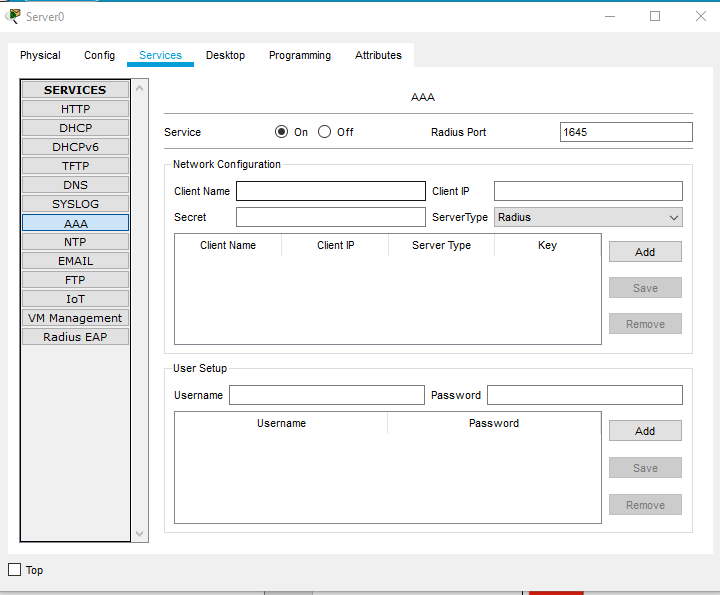 Server0
Physical Config Services Desktop Programming Attributes
SERVICES
HTTP
DHCP
DHCPv6
TFTP
DNS
SYSLOG
AAA
NTP
EMAIL
FTP
IoT
VM Management
Radius EAP
AAA
Service On Off Radius Port 1645
Network Configuration
Client Name Client IP
Secret ServerType Radius
Client Name Client IP Server Type Key
Add
Save
Remove
User Setup
Username Password
Username Password
Add
Save
Remove
Top